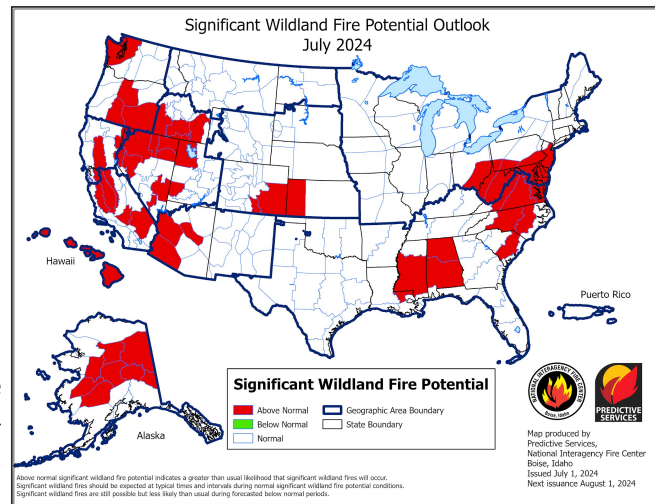 Significant Wildland Fire Potential Outlook
July 2024
Hawaii
Puerto Rico
Alaska
Significant Wildland Fire Potential
Above Normal
Below Normal
Normal
Geographic Area Boundary
State Boundary
NATIONAL INTERAGENCY FIRE CENTER
Boise, Idaho
PREDICTIVE
SERVICES
Map produced by
Predictive Services,
National Interagency Fire Center
Boise, Idaho
Issued July 1, 2024
Next issuance August 1, 2024
Above normal significant wildland fire potential indicates a greater than usual likelihood that significant wildland fires will occur.
Significant wildland fires should be expected at typical times and intervals during normal significant wildland fire potential conditions.
Significant wildland fires are still possible but less likely than usual during forecasted below normal periods.